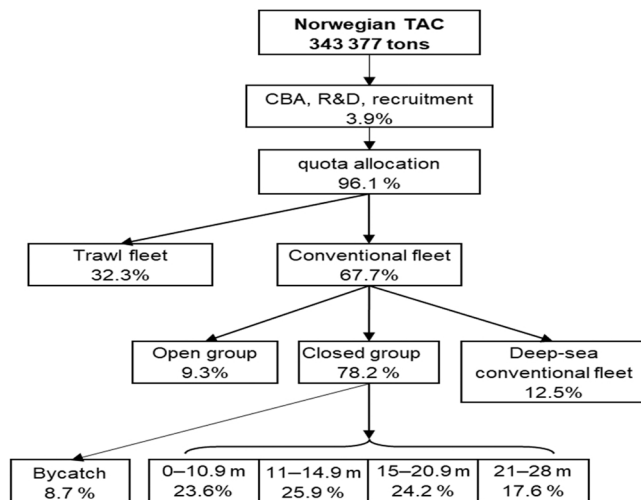 Norwegian TAC
343 377 tons
CBA, R&D, recruitment
3.9%
quota allocation
96.1 %
Trawl fleet
32.3%
Conventional fleet
67.7%
Open group
9.3%
Closed group
78.2 %
Deep-sea
conventional fleet
12.5%
Bycatch
8.7 %
0–10.9 m
23.6%
11–14.9 m
25.9 %
15–20.9 m
24.2 %
21–28 m
17.6 %